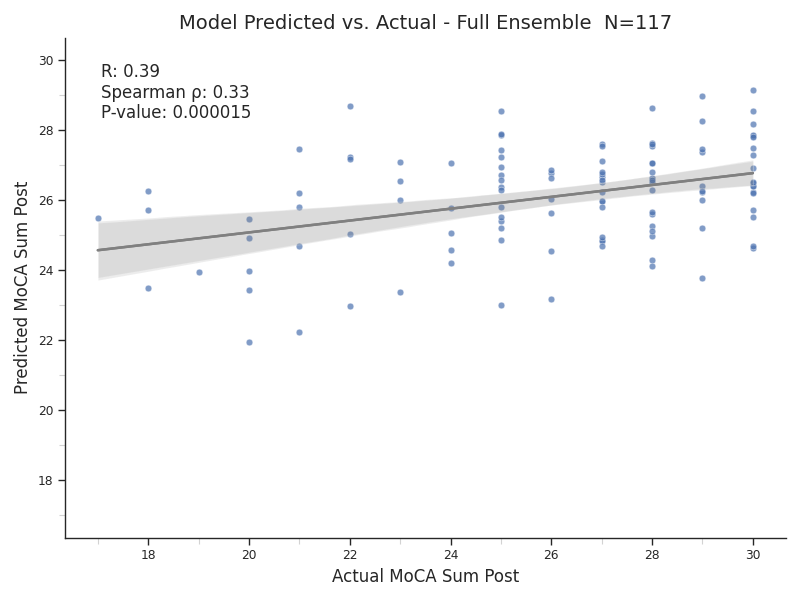 Model Predicted vs. Actual - Full Ensemble  N=117
R: 0.39
Spearman ρ: 0.33
P-value: 0.000015
Predicted MoCA Sum Post
30
28
26
24
22
20
18
18 20 22 24 26 28 30
Actual MoCA Sum Post